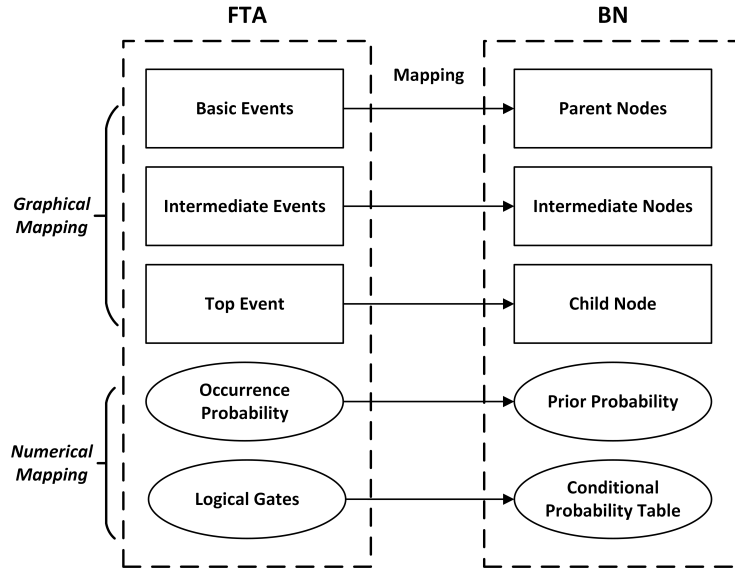 FTA
BN
Mapping
Basic Events
Parent Nodes
Graphical
Mapping
Intermediate Events
Intermediate Nodes
Top Event
Child Node
Numerical
Mapping
Occurrence
Probability
Prior Probability
Logical Gates
Conditional
Probability Table